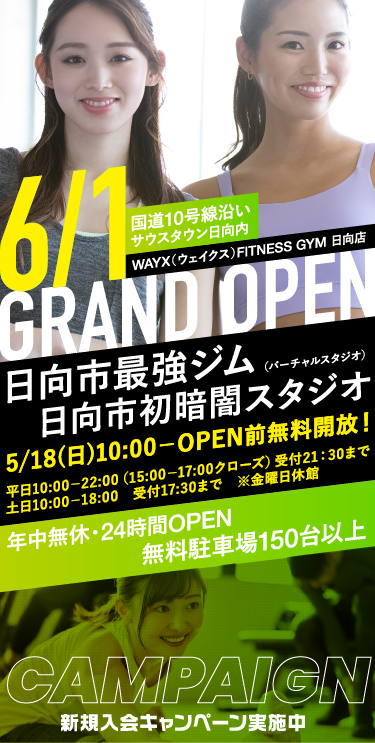 6/1
国道10号線沿い
サウスタウン日向内
WAYX（ウェイクス）FITNESS GYM 日向店
GRAND OPEN
日向市最強ジム
（バーチャルスタジオ）
日向市初暗闇スタジオ
5/18(日)10:00−OPEN前無料開放！
平日10:00−22:00（15:00−17:00クローズ）受付21：30まで
土日10:00−18:00　受付17:30まで　※金曜日休館
年中無休・24時間OPEN
無料駐車場150台以上
CAMPAIGN
新規入会キャンペーン実施中